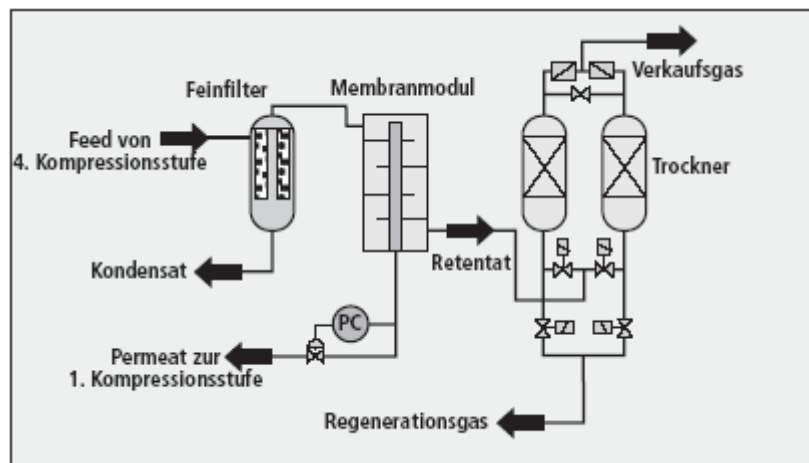 Verkaufsgas
Feinfilter
Membranmodul
Feed von
4. Kompressionsstufe
Trockner
Kondensat
Retentat
PC
Permeat zur
1. Kompressionsstufe
Regenerationsgas